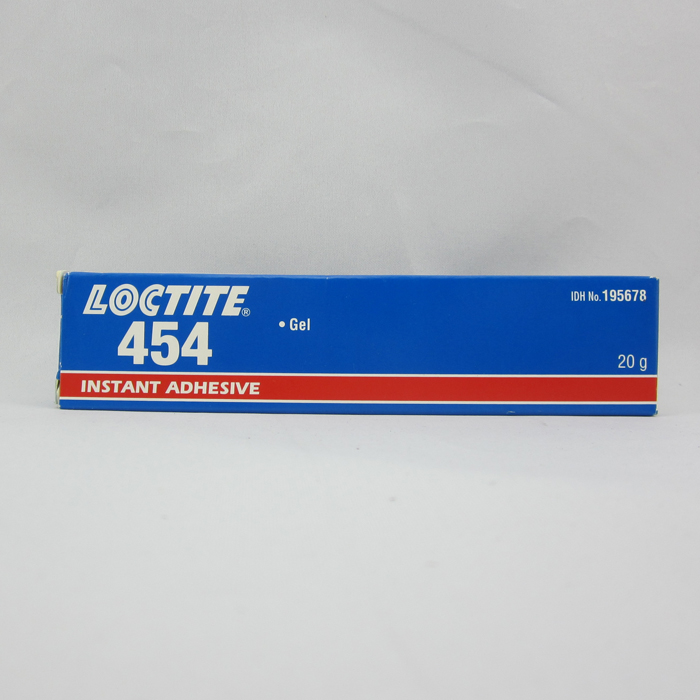 LOCTITE®
454
• Gel
IDH No. 195678
20 g
INSTANT ADHESIVE